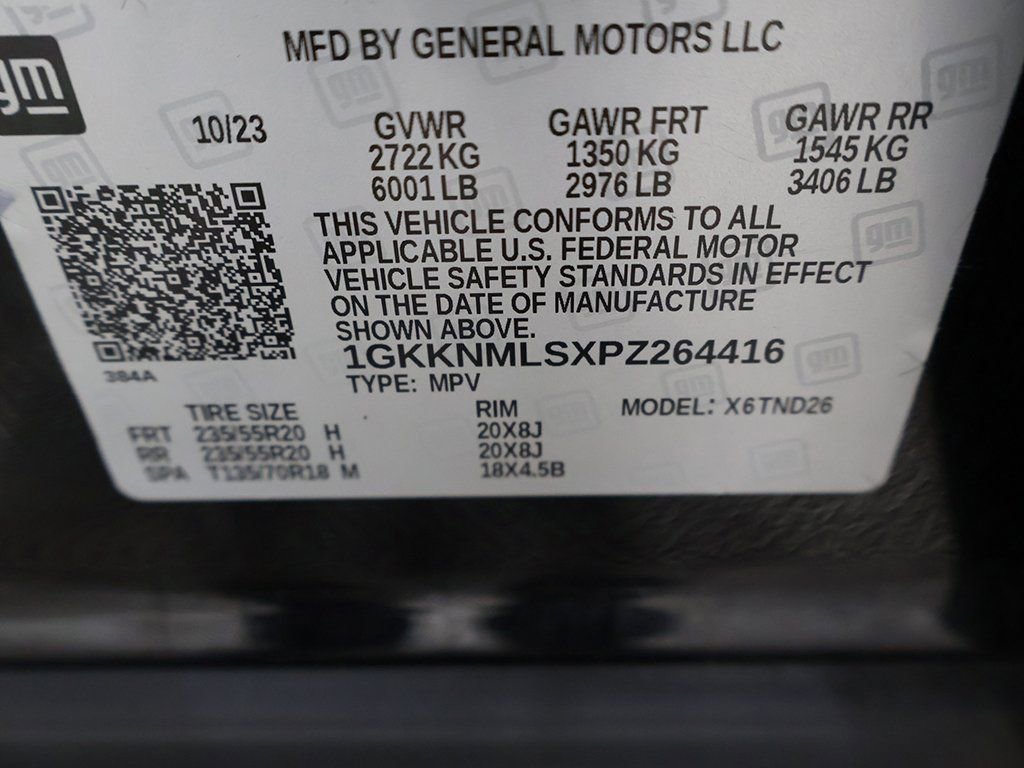 MFD BY GENERAL MOTORS LLC
gm
10/23
GVWR
2722 KG
6001 LB
GAWR FRT
1350 KG
2976 LB
GAWR RR
1545 KG
3406 LB
THIS VEHICLE CONFORMS TO ALL
APPLICABLE U.S. FEDERAL MOTOR
VEHICLE SAFETY STANDARDS IN EFFECT
ON THE DATE OF MANUFACTURE
SHOWN ABOVE.
1GKKNMLSXPZ264416
384A
TYPE: MPV
TIRE SIZE RIM MODEL: X6TND26
FRT 235/55R20 H 20X8J
RR 235/55R20 H 20X8J
SPA T135/70R18 M 18X4.5B